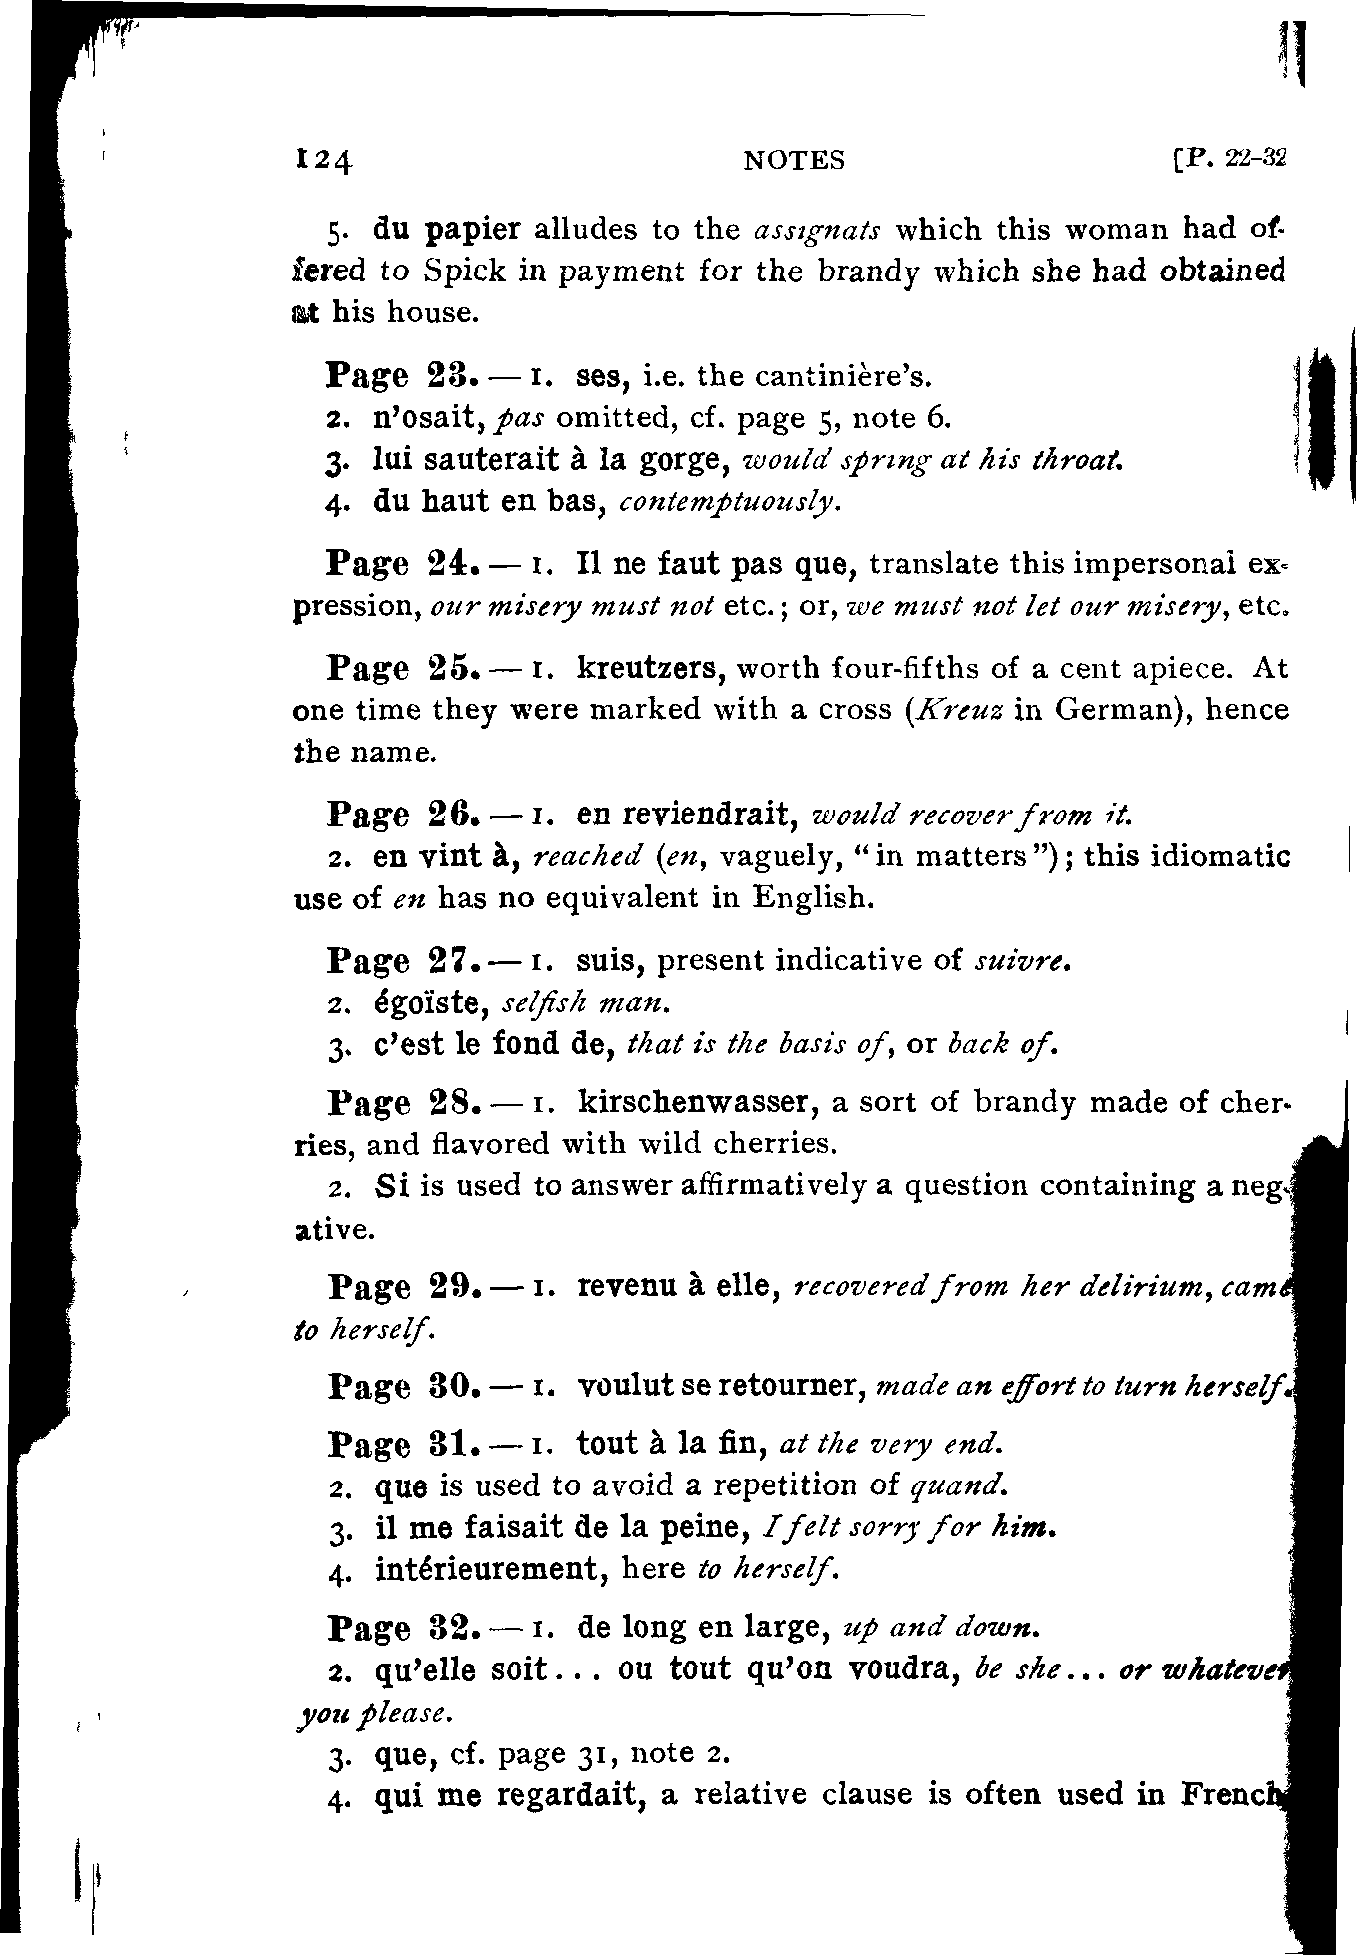 124 NOTES [P. 22–32
5. du papier alludes to the assignats which this woman had of-
fered to Spick in payment for the brandy which she had obtained
at his house.
Page 23. — 1. ses, i.e. the cantinière's.
2. n'osait, pas omitted, cf. page 5, note 6.
3. lui sauterait à la gorge, would spring at his throat.
4. du haut en bas, contemptuously.
Page 24. — 1. Il ne faut pas que, translate this impersonal ex-
pression, our misery must not etc.; or, we must not let our misery, etc.
Page 25. — 1. kreutzers, worth four-fifths of a cent apiece. At
one time they were marked with a cross (Kreuz in German), hence
the name.
Page 26. — 1. en reviendrait, would recover from it.
2. en vint à, reached (en, vaguely, "in matters"); this idiomatic
use of en has no equivalent in English.
Page 27. — 1. suis, present indicative of suivre.
2. égoïste, selfish man.
3. c'est le fond de, that is the basis of, or back of.
Page 28. — 1. kirschenwasser, a sort of brandy made of cher-
ries, and flavored with wild cherries.
2. Si is used to answer affirmatively a question containing a neg-
ative.
Page 29. — 1. revenu à elle, recovered from her delirium, came
to herself.
Page 30. — 1. voulut se retourner, made an effort to turn herself.
Page 31. — 1. tout à la fin, at the very end.
2. que is used to avoid a repetition of quand.
3. il me faisait de la peine, I felt sorry for him.
4. intérieurement, here to herself.
Page 32. — 1. de long en large, up and down.
2. qu'elle soit... ou tout qu'on voudra, be she... or whatever
you please.
3. que, cf. page 31, note 2.
4. qui me regardait, a relative clause is often used in French